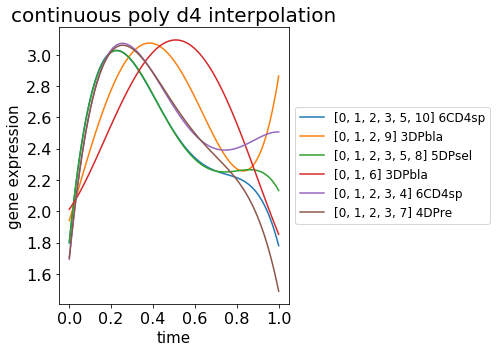 continuous poly d4 interpolation
gene expression
3.0
2.8
2.6
2.4
2.2
2.0
1.8
1.6
0.0 0.2 0.4 0.6 0.8 1.0
time
[0, 1, 2, 3, 5, 10] 6CD4sp
[0, 1, 2, 9] 3DPbla
[0, 1, 2, 3, 5, 8] 5DPsel
[0, 1, 6] 3DPbla
[0, 1, 2, 3, 4] 6CD4sp
[0, 1, 2, 3, 7] 4DPre